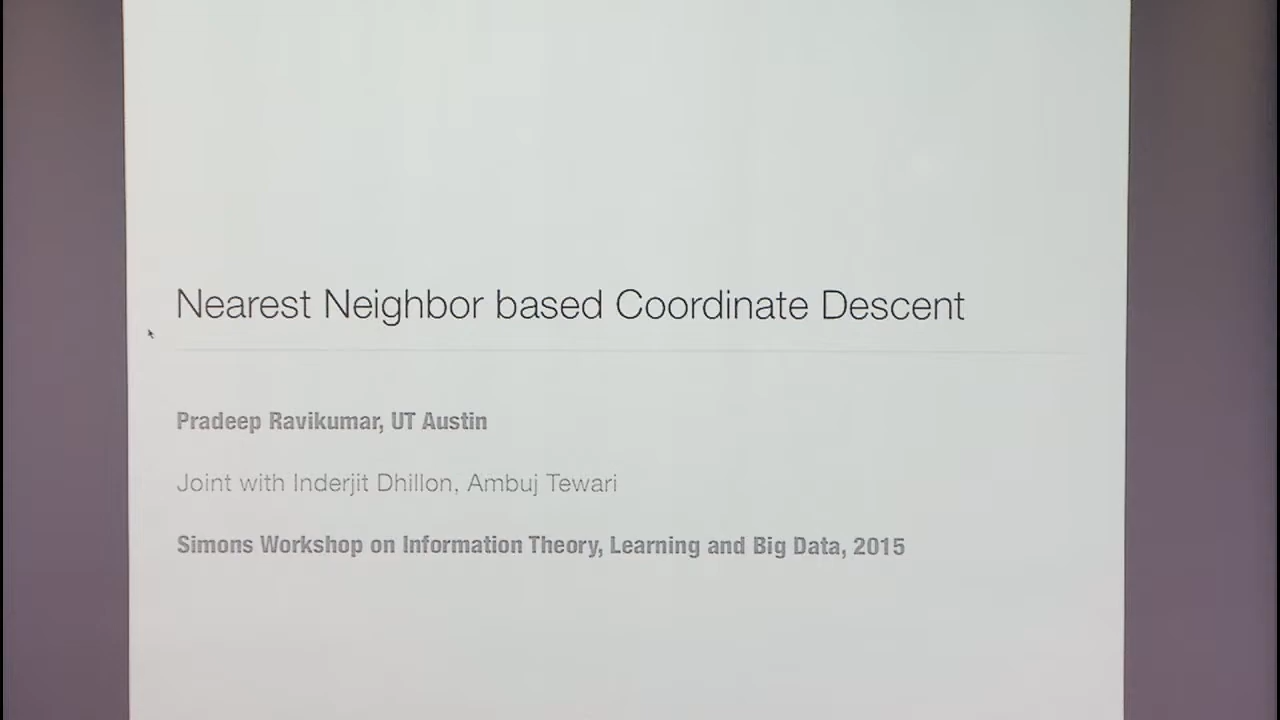 Nearest Neighbor based Coordinate Descent
Pradeep Ravikumar, UT Austin
Joint with Inderjit Dhillon, Ambuj Tewari
Simons Workshop on Information Theory, Learning and Big Data, 2015